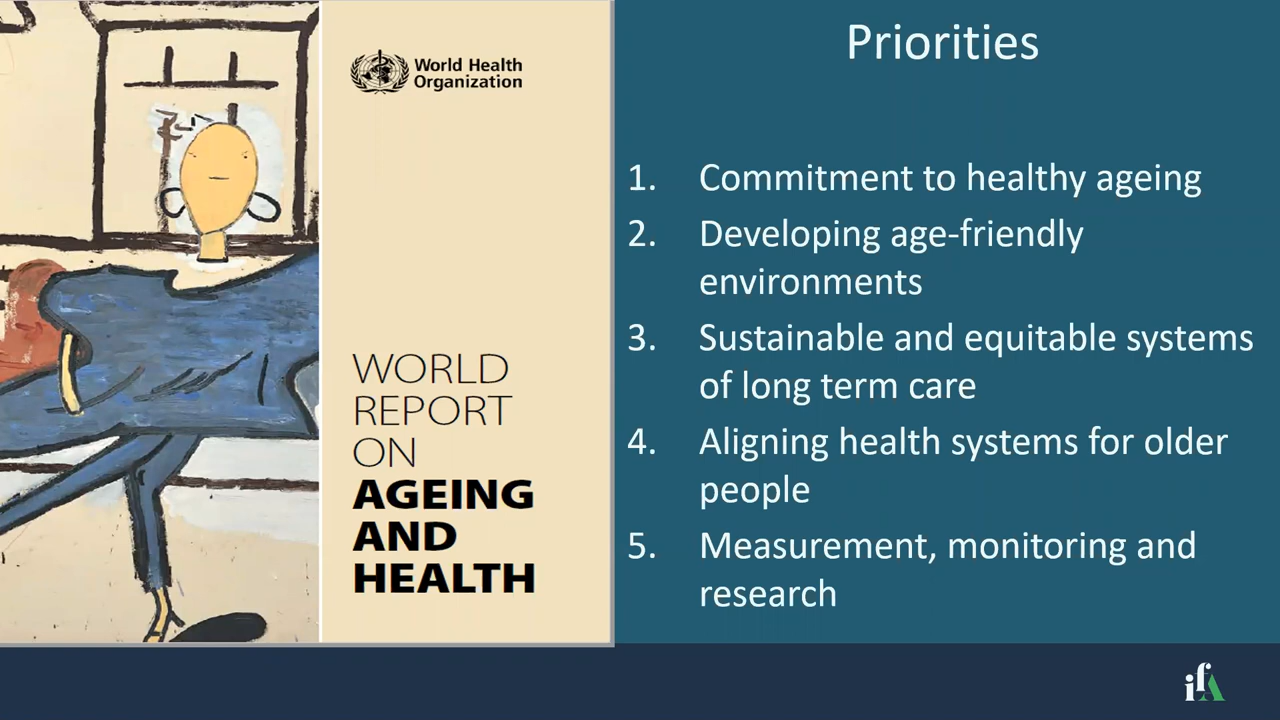 World Health
Organization
WORLD
REPORT
ON
AGEING
AND
HEALTH
Priorities
1. Commitment to healthy ageing
2. Developing age-friendly
environments
3. Sustainable and equitable systems
of long term care
4. Aligning health systems for older
people
5. Measurement, monitoring and
research
ifA